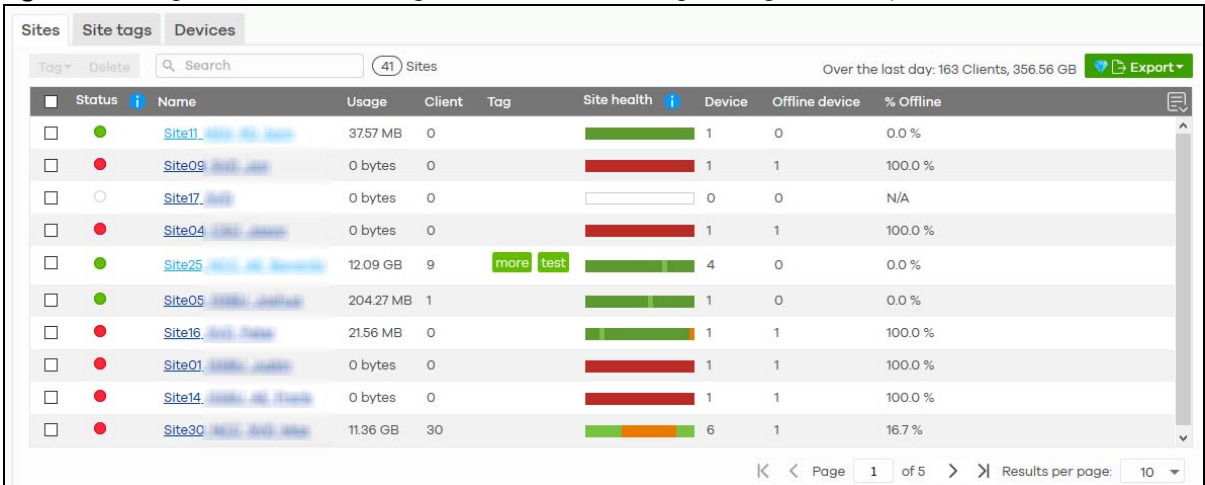 Sites Site tags Devices
Tag Delete Search 41 Sites Over the last day: 163 Clients, 356.56 GB Export
Status i Name Usage Client Tag Site health i Device Offline device % Offline
Site11_ 37.57 MB 0 1 0 0.0 %
Site09 0 bytes 0 1 1 100.0 %
Site17_ 0 bytes 0 0 0 N/A
Site04 0 bytes 0 1 1 100.0 %
Site25 12.09 GB 9 more test 4 0 0.0 %
Site05 204.27 MB 1 1 0 0.0 %
Site16_ 21.56 MB 0 1 1 100.0 %
Site01 0 bytes 0 1 1 100.0 %
Site14_ 0 bytes 0 1 1 100.0 %
Site30 11.36 GB 30 6 1 16.7 %
Page 1 of 5 Results per page: 10